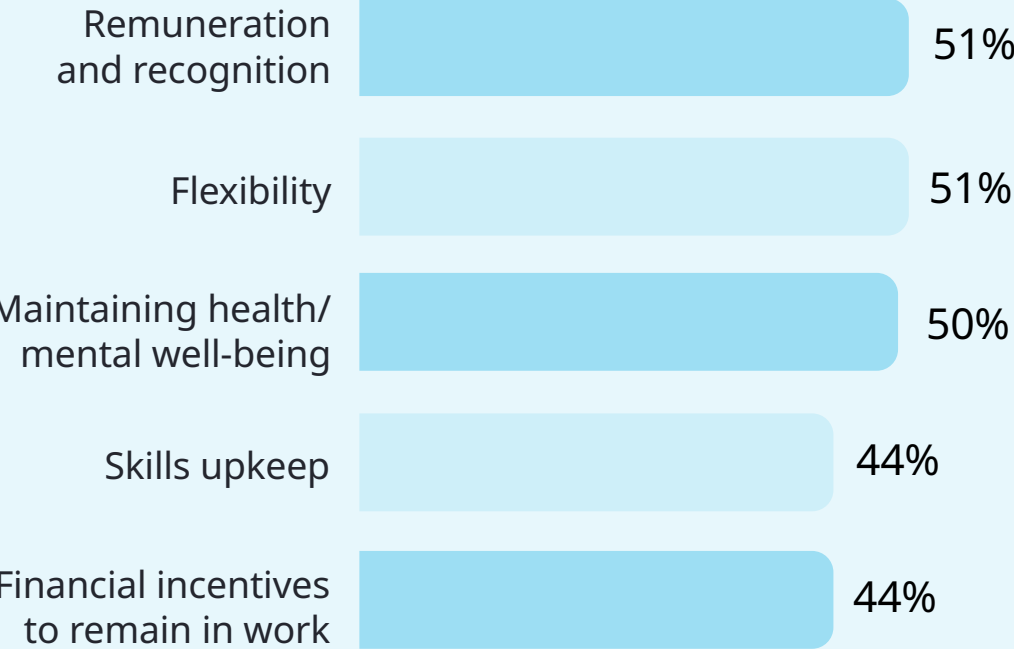 Remuneration
and recognition
51%
Flexibility
51%
Maintaining health/
mental well-being
50%
Skills upkeep
44%
Financial incentives
to remain in work
44%